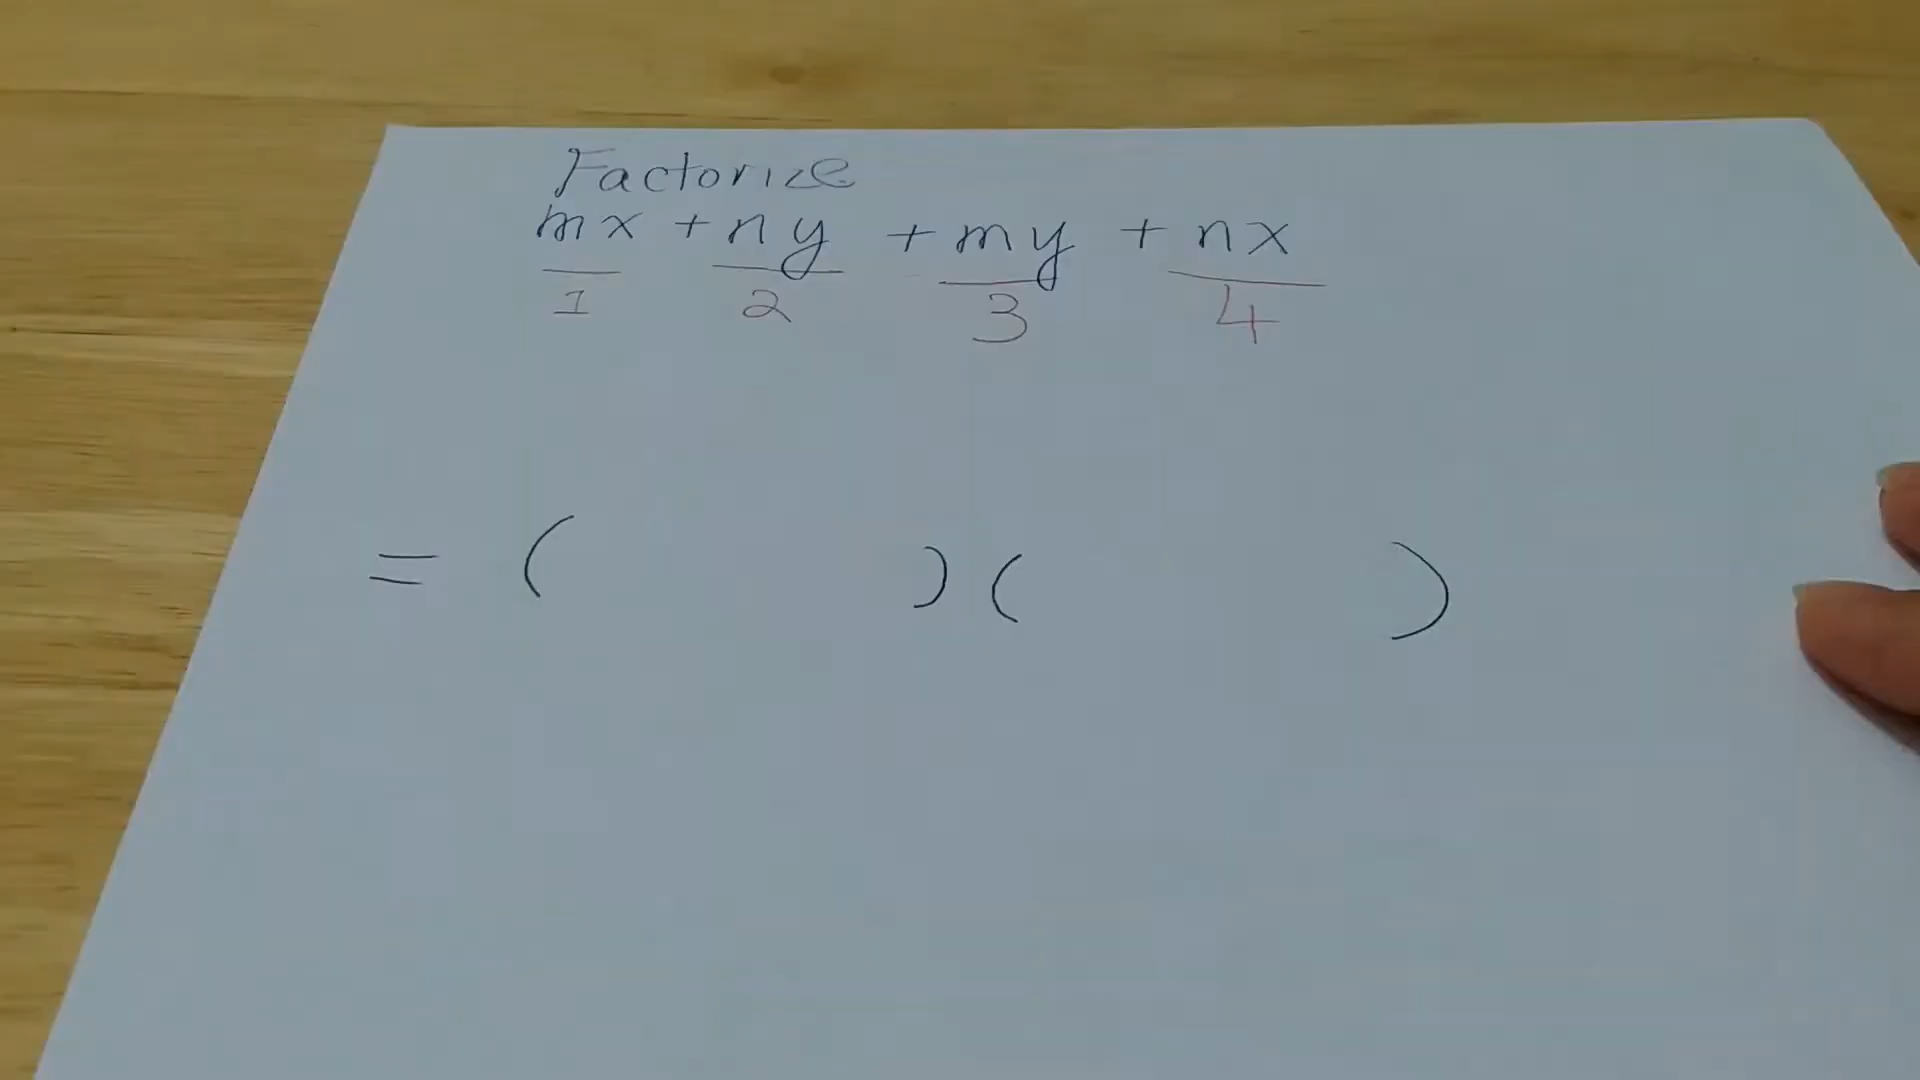 Factorize
mx + ny + my + nx
1 2 3 4
= ( ) ( )